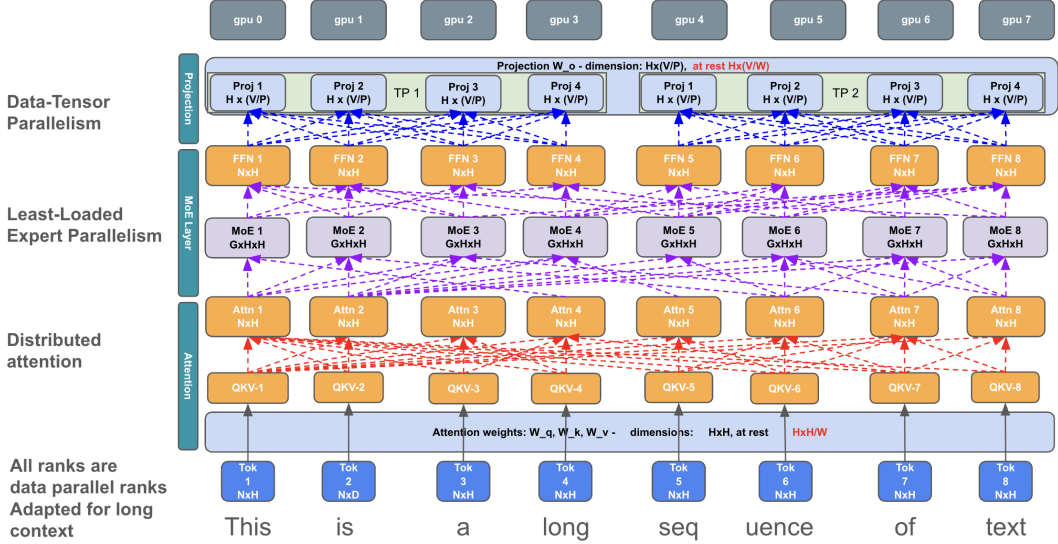 gpu 0
gpu 1
gpu 2
gpu 3
gpu 4
gpu 5
gpu 6
gpu 7
Projection
Projection W_o - dimension: Hx(V/P), at rest Hx(V/W)
Data-Tensor
Parallelism
Proj 1
H x (V/P)
Proj 2
H x (V/P)
TP 1
Proj 3
H x (V/P)
Proj 4
H x (V/P)
Proj 1
H x (V/P)
Proj 2
H x (V/P)
TP 2
Proj 3
H x (V/P)
Proj 4
H x (V/P)
MoE Layer
FFN 1
NxH
FFN 2
NxH
FFN 3
NxH
FFN 4
NxH
FFN 5
NxH
FFN 6
NxH
FFN 7
NxH
FFN 8
NxH
Least-Loaded
Expert Parallelism
MoE 1
GxHxH
MoE 2
GxHxH
MoE 3
GxHxH
MoE 4
GxHxH
MoE 5
GxHxH
MoE 6
GxHxH
MoE 7
GxHxH
MoE 8
GxHxH
Attention
Attn 1
NxH
Attn 2
NxH
Attn 3
NxH
Attn 4
NxH
Attn 5
NxH
Attn 6
NxH
Attn 7
NxH
Attn 8
NxH
Distributed
attention
QKV-1
QKV-2
QKV-3
QKV-4
QKV-5
QKV-6
QKV-7
QKV-8
Attention weights: W_q, W_k, W_v - dimensions: HxH, at rest HxH/W
All ranks are
data parallel ranks
Adapted for long
context
Tok
1
NxH
Tok
2
NxD
Tok
3
NxH
Tok
4
NxH
Tok
5
NxH
Tok
6
NxH
Tok
7
NxH
Tok
8
NxH
This
is
a
long
seq
uence
of
text